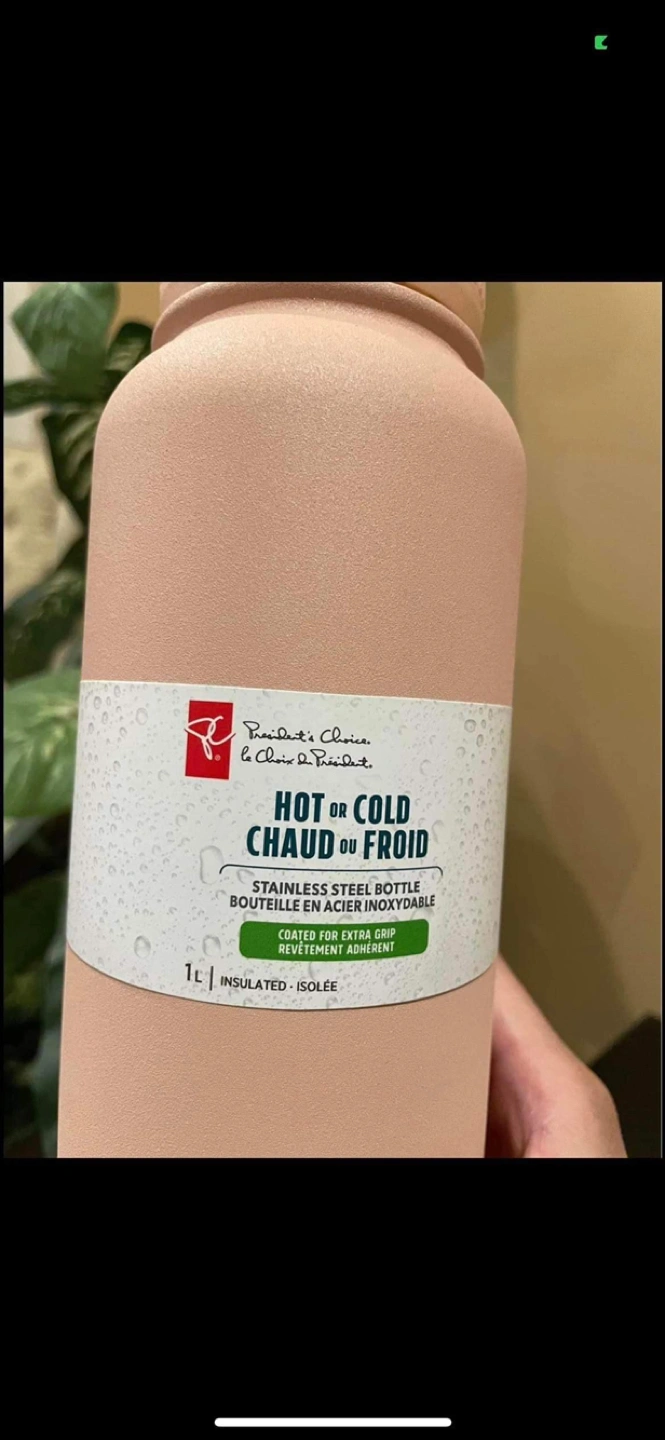 President's Choice.
le Choix du Président.
HOT OR COLD
CHAUD OU FROID
STAINLESS STEEL BOTTLE
BOUTEILLE EN ACIER INOXYDABLE
COATED FOR EXTRA GRIP
REVÊTEMENT ADHÉRENT
1L | INSULATED - ISOLÉE